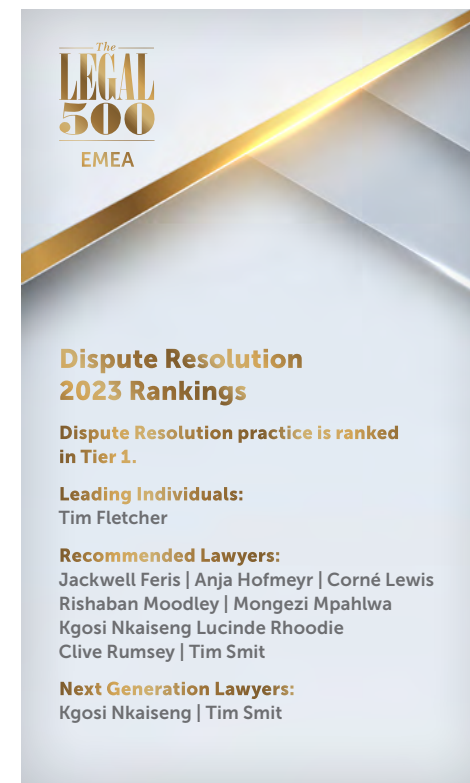 The
LEGAL
500
EMEA
Dispute Resolution
2023 Rankings
Dispute Resolution practice is ranked
in Tier 1.
Leading Individuals:
Tim Fletcher
Recommended Lawyers:
Jackwell Feris | Anja Hofmeyr | Corné Lewis
Rishaban Moodley | Mongezi Mpahlwa
Kgosi Nkaiseng Lucinde Rhoodie
Clive Rumsey | Tim Smit
Next Generation Lawyers:
Kgosi Nkaiseng | Tim Smit